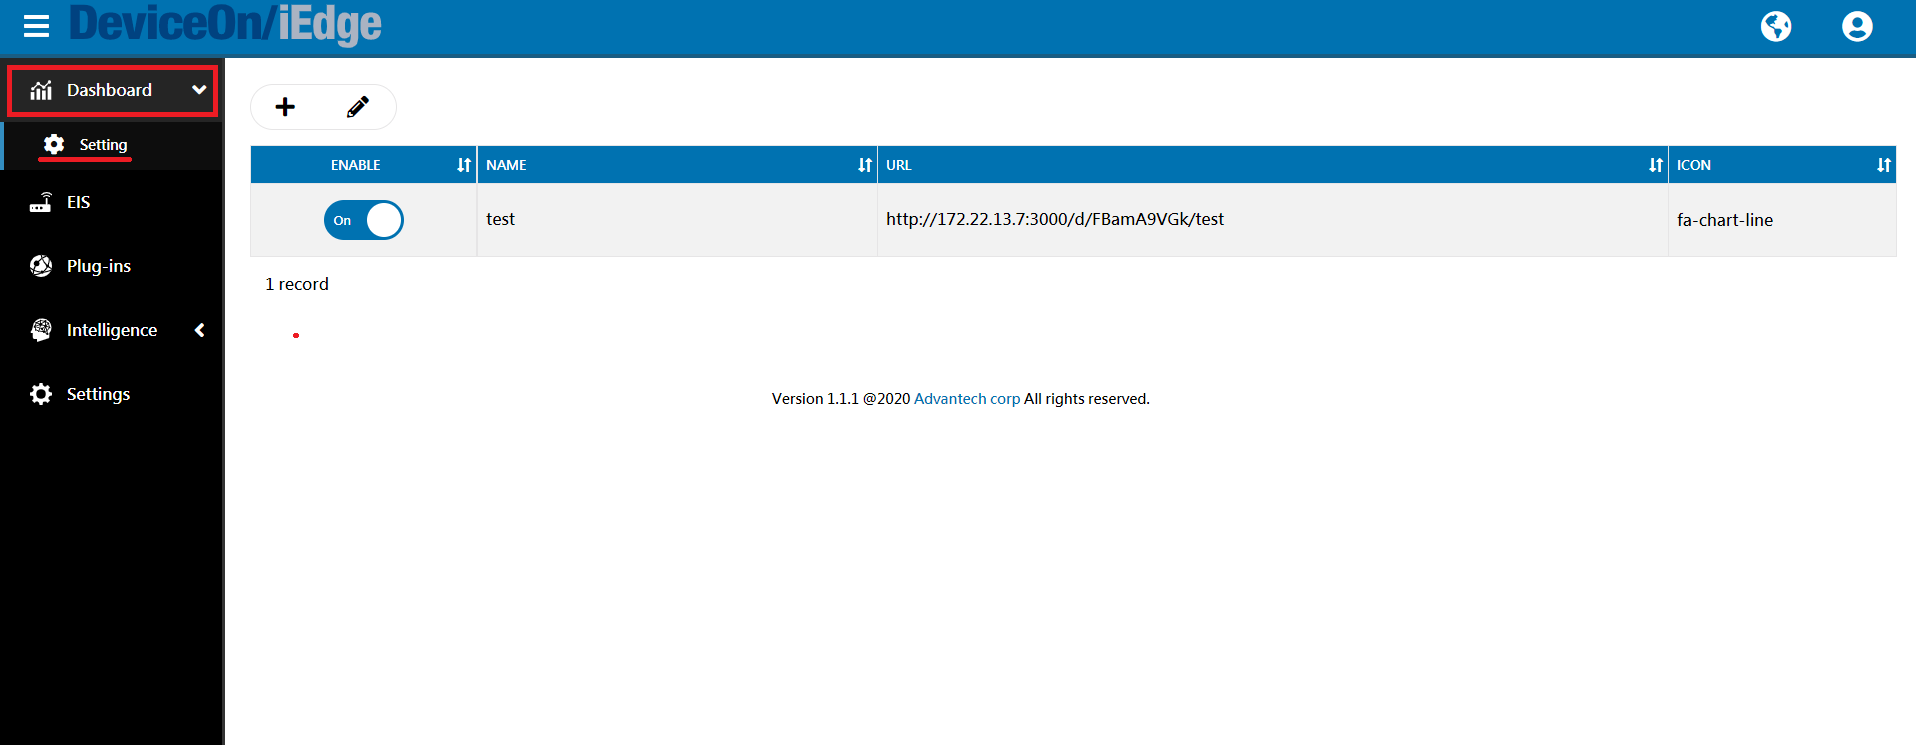 DeviceOn/iEdge
Dashboard
Setting
EIS
Plug-ins
Intelligence
Settings
ENABLE NAME URL ICON
On test http://172.22.13.7:3000/d/FBamA9VGk/test fa-chart-line
1 record
Version 1.1.1 @2020 Advantech corp All rights reserved.